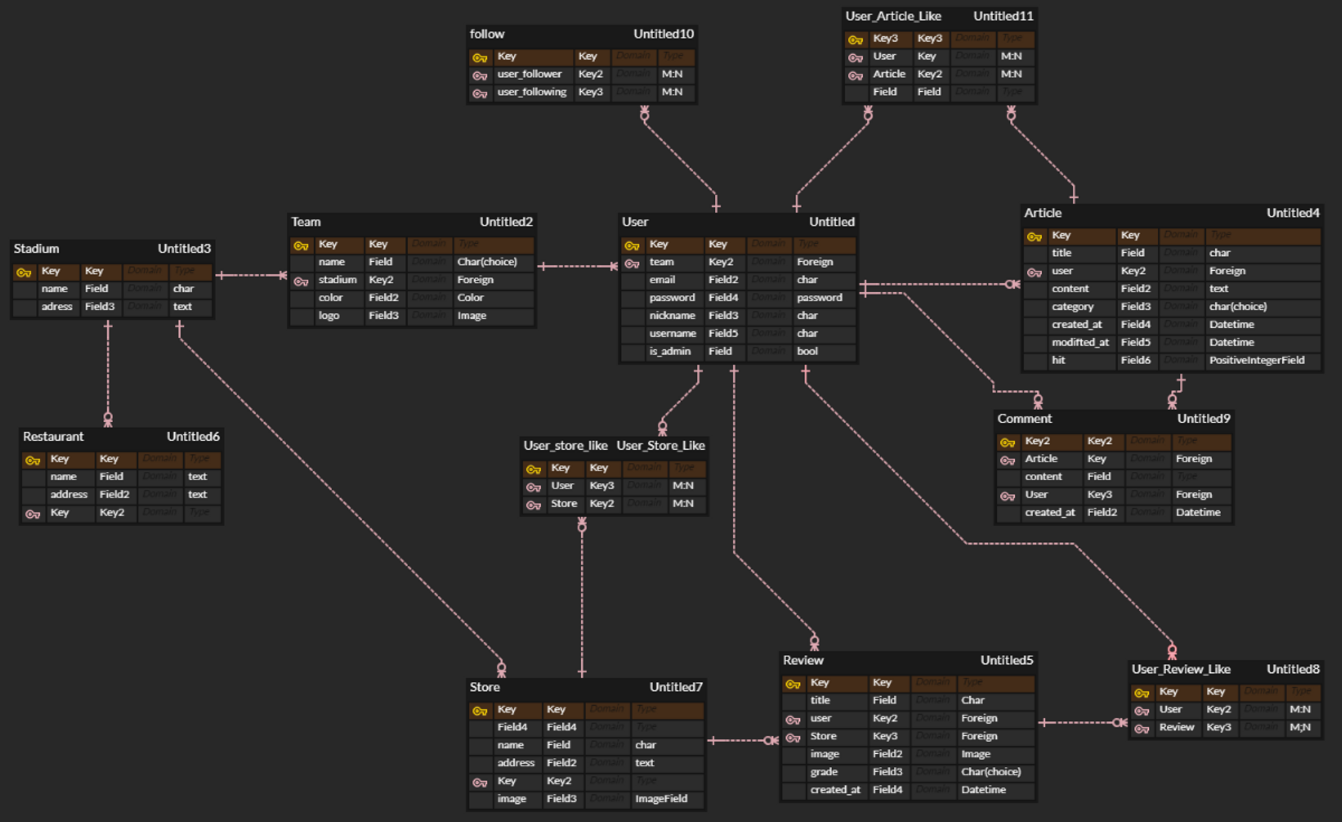 follow Untitled10
Key Key Domain Type
user_follower Key2 Domain M:N
user_following Key3 Domain M:N
User_Article_Like Untitled11
Key3 Key3 Domain Type
User Key Domain M:N
Article Key2 Domain M:N
Field Field Domain Type
Stadium Untitled3
Key Key Domain Type
name Field Domain char
adress Field3 Domain text
Team Untitled2
Key Key Domain Type
name Field Domain Char(choice)
stadium Key2 Domain Foreign
color Field2 Domain Color
logo Field3 Domain Image
User Untitled
Key Key Domain Type
team Key2 Domain Foreign
email Field2 Domain char
password Field4 Domain password
nickname Field3 Domain char
username Field5 Domain char
is_admin Field Domain bool
Article Untitled4
Key Key Domain Type
title Field Domain char
user Key2 Domain Foreign
content Field2 Domain text
category Field3 Domain char(choice)
created_at Field4 Domain Datetime
modifted_at Field5 Domain Datetime
hit Field6 Domain PositiveIntegerField
Restaurant Untitled6
Key Key Domain Type
name Field Domain text
address Field2 Domain text
Key Key2 Domain Type
User_store_like User_Store_Like
Key Key Domain Type
User Key3 Domain M:N
Store Key2 Domain M:N
Comment Untitled9
Key2 Key2 Domain Type
Article Key Domain Foreign
content Field Domain Type
User Key3 Domain Foreign
created_at Field2 Domain Datetime
Store Untitled7
Key Key Domain Type
Field4 Field4 Domain Type
name Field Domain char
address Field2 Domain text
Key Key2 Domain Type
image Field3 Domain ImageField
Review Untitled5
Key Key Domain Type
title Field Domain Char
user Key2 Domain Foreign
Store Key3 Domain Foreign
image Field2 Domain Image
grade Field3 Domain Char(choice)
created_at Field4 Domain Datetime
User_Review_Like Untitled8
Key Key Domain Type
User Key2 Domain M:N
Review Key3 Domain M;N